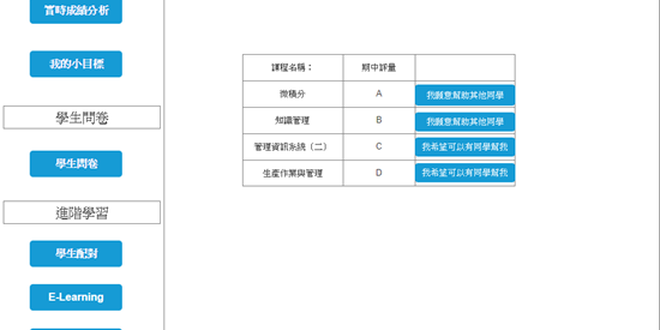 實時成績分析
我的小目標
學生問卷
學生問卷
進階學習
學生配對
E-Learning
課程名稱： 期中評量
微積分 A 我願意幫助其他同學
知識管理 B 我願意幫助其他同學
管理資訊系統（二） C 我希望可以有同學幫我
生產作業與管理 D 我希望可以有同學幫我